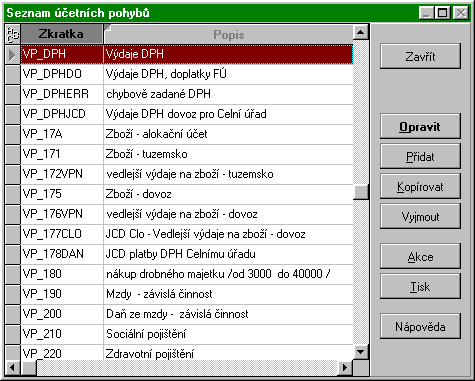 Seznam účetních pohybů
Zkratka Popis
VP_DPH Výdaje DPH
VP_DPHDO Výdaje DPH, doplatky FÚ
VP_DPHERR chybově zadané DPH
VP_DPHJCD Výdaje DPH dovoz pro Celní úřad
VP_17A Zboží - alokační účet
VP_171 Zboží - tuzemsko
VP_172VPN vedlejší výdaje na zboží - tuzemsko
VP_175 Zboží - dovoz
VP_176VPN vedlejší výdaje na zboží - dovoz
VP_177CLO JCD Clo - Vedlejší výdaje na zboží - dovoz
VP_178DAN JCD platby DPH Celnímu úřadu
VP_180 nákup drobného majetku /od 3000 do 40000 /
VP_190 Mzdy - závislá činnost
VP_200 Daň ze mzdy - závislá činnost
VP_210 Sociální pojištění
VP_220 Zdravotní pojištění
Zavřít
Opravit
Přidat
Kopírovat
Vyjmout
Akce
Tisk
Nápověda